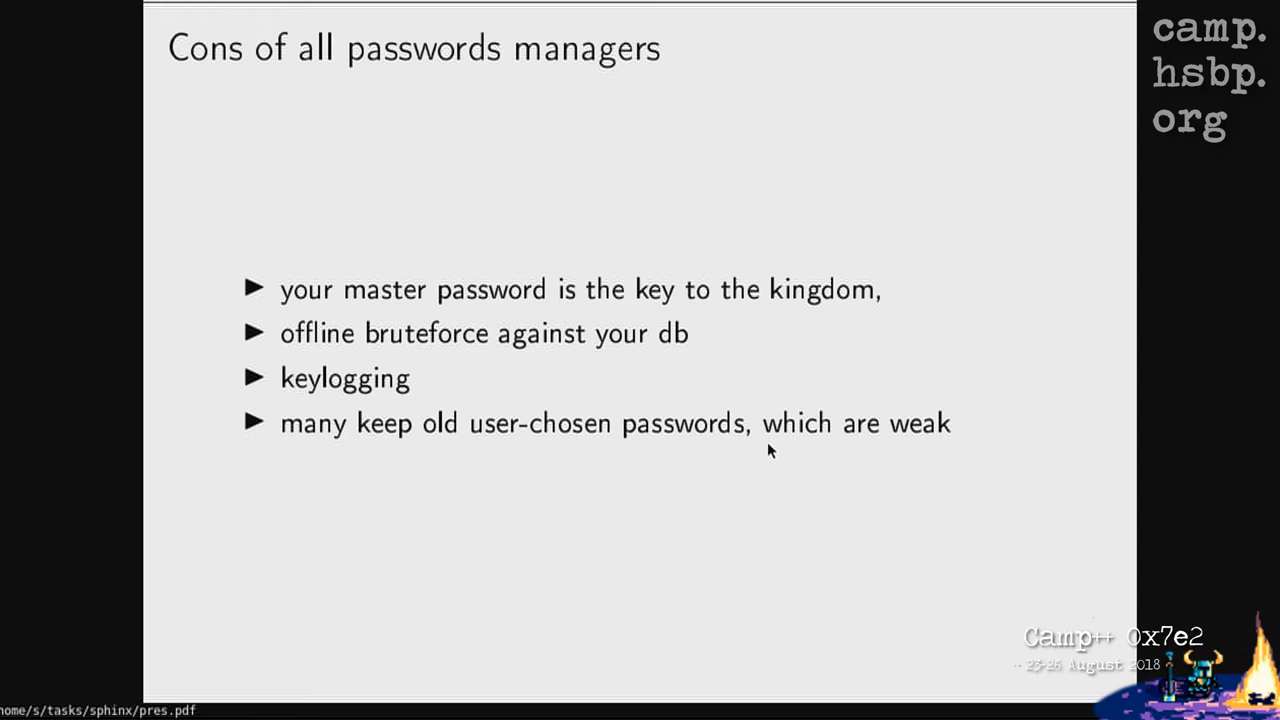 Cons of all passwords managers
camp.
hsbp.
org
▶ your master password is the key to the kingdom,
▶ offline bruteforce against your db
▶ keylogging
▶ many keep old user-chosen passwords, which are weak
Camp++ 0x7e2
23-26 August 2018
home/s/tasks/sphinx/pres.pdf